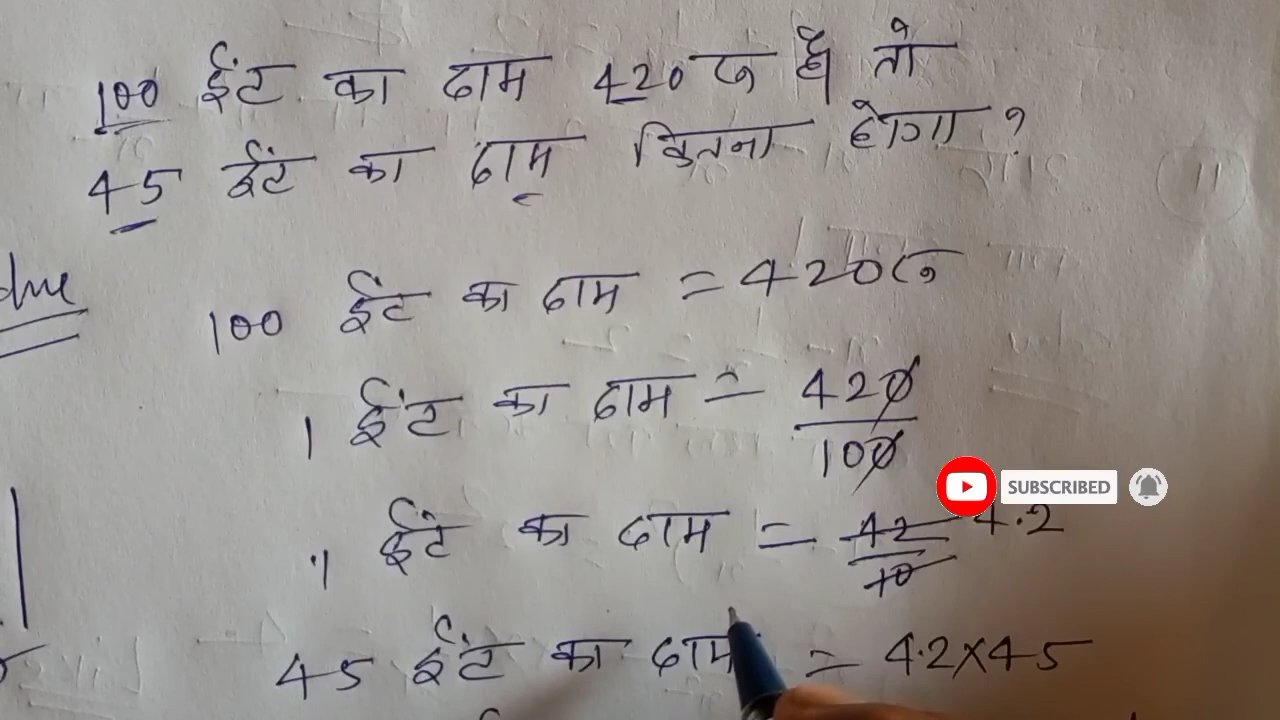 100 ईंट का दाम 420 रु है तो
45 ईंट का दाम कितना होगा ?
100 ईंट का दाम = 420 रु
1 ईंट का दाम = 420/100
1 ईंट का दाम = 42/10 4.2
SUBSCRIBED
45 ईंट का दाम = 4.2×45